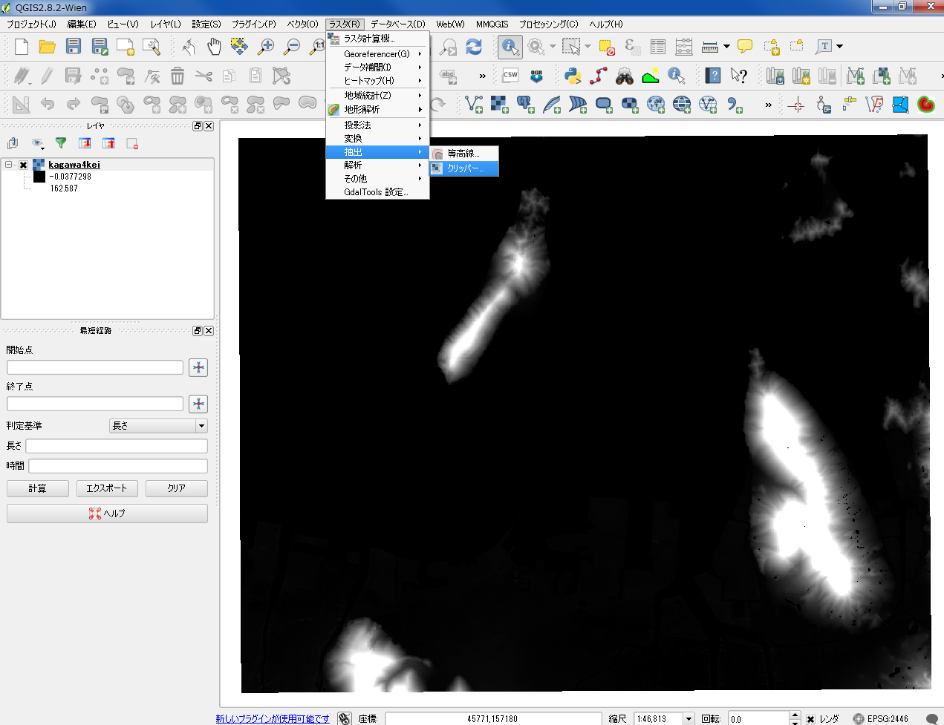 QGIS2.8.2-Wien
プロジェクト(J) 編集(E) ビュー(V) レイヤ(L) 設定(S) プラグイン(P) ベクタ(O) ラスタ(R) データベース(D) Web(W) MMQGIS プロセッシング(C) ヘルプ(H)
ラスタ計算機...
Georeferencer(G)
データ補間(I)
ヒートマップ(H)
地域統計(Z)
地形解析
投影法
変換
抽出
解析
その他
GdalTools 設定...
等高線...
クリッパー...
CSW
レイヤ
kagawa4kei
-0.0377298
162.587
最短経路
開始点
終了点
判定基準 長さ
長さ
時間
計算 エクスポート クリア
ヘルプ
新しいプラグインが使用可能です 座標 45771,157180 縮尺 1:46,813 回転: 0.0 レンダ EPSG:2446